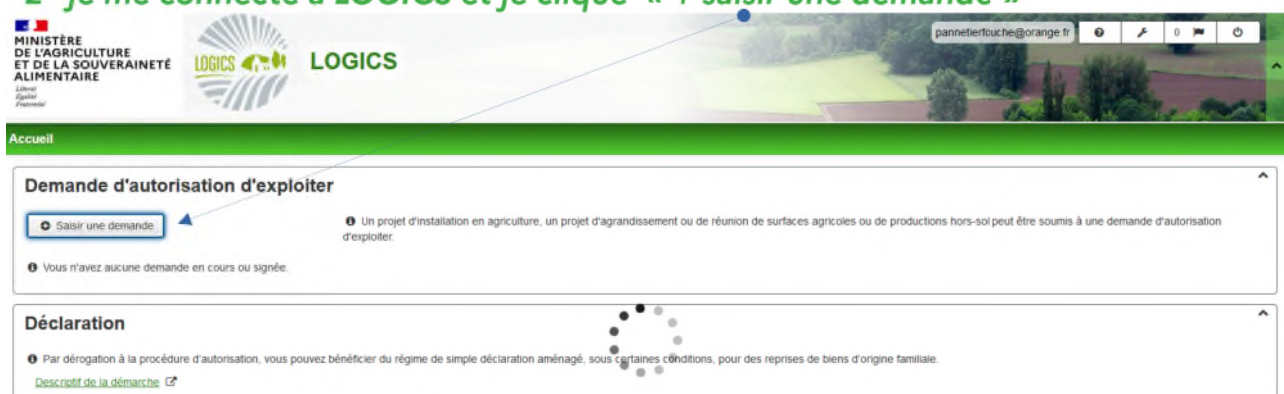 2- je me connecte à LOGICS et je clique « + saisir une demande »
MINISTÈRE
DE L'AGRICULTURE
ET DE LA SOUVERAINETÉ
ALIMENTAIRE
Liberté
Égalité
Fraternité
LOGICS
LOGICS
pannetierfouche@orange.fr
0
Accueil
Demande d'autorisation d'exploiter
Saisir une demande
Un projet d'installation en agriculture, un projet d'agrandissement ou de réunion de surfaces agricoles ou de productions hors-sol peut être soumis à une demande d'autorisation
d'exploiter.
Vous n'avez aucune demande en cours ou signée.
Déclaration
Par dérogation à la procédure d'autorisation, vous pouvez bénéficier du régime de simple déclaration aménagé, sous certaines conditions, pour des reprises de biens d'origine familiale.
Descriptif de la démarche